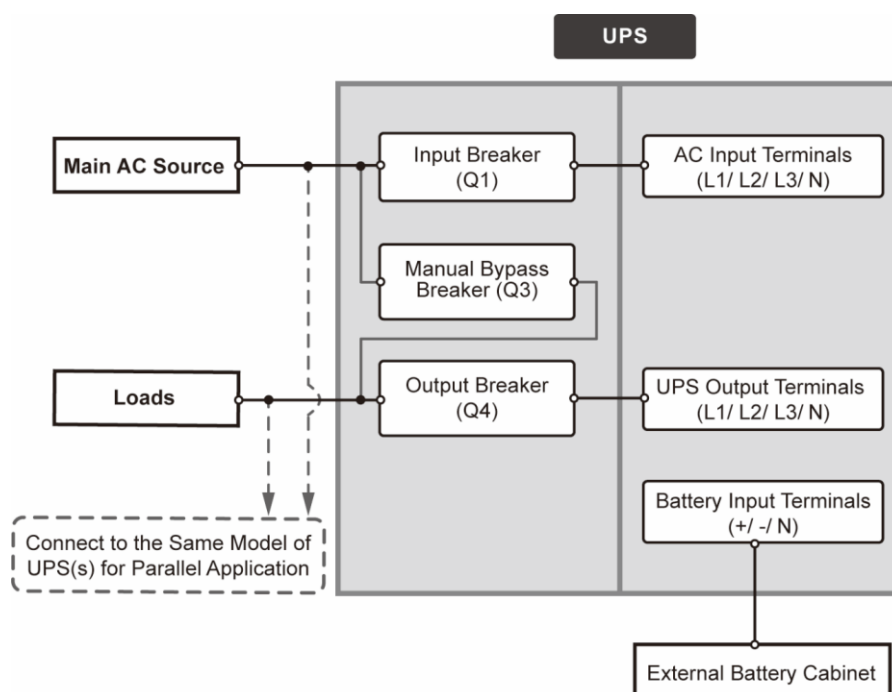 UPS
Main AC Source
Input Breaker
(Q1)
AC Input Terminals
(L1/ L2/ L3/ N)
Manual Bypass
Breaker (Q3)
Loads
Output Breaker
(Q4)
UPS Output Terminals
(L1/ L2/ L3/ N)
Battery Input Terminals
(+/ -/ N)
Connect to the Same Model of
UPS(s) for Parallel Application
External Battery Cabinet